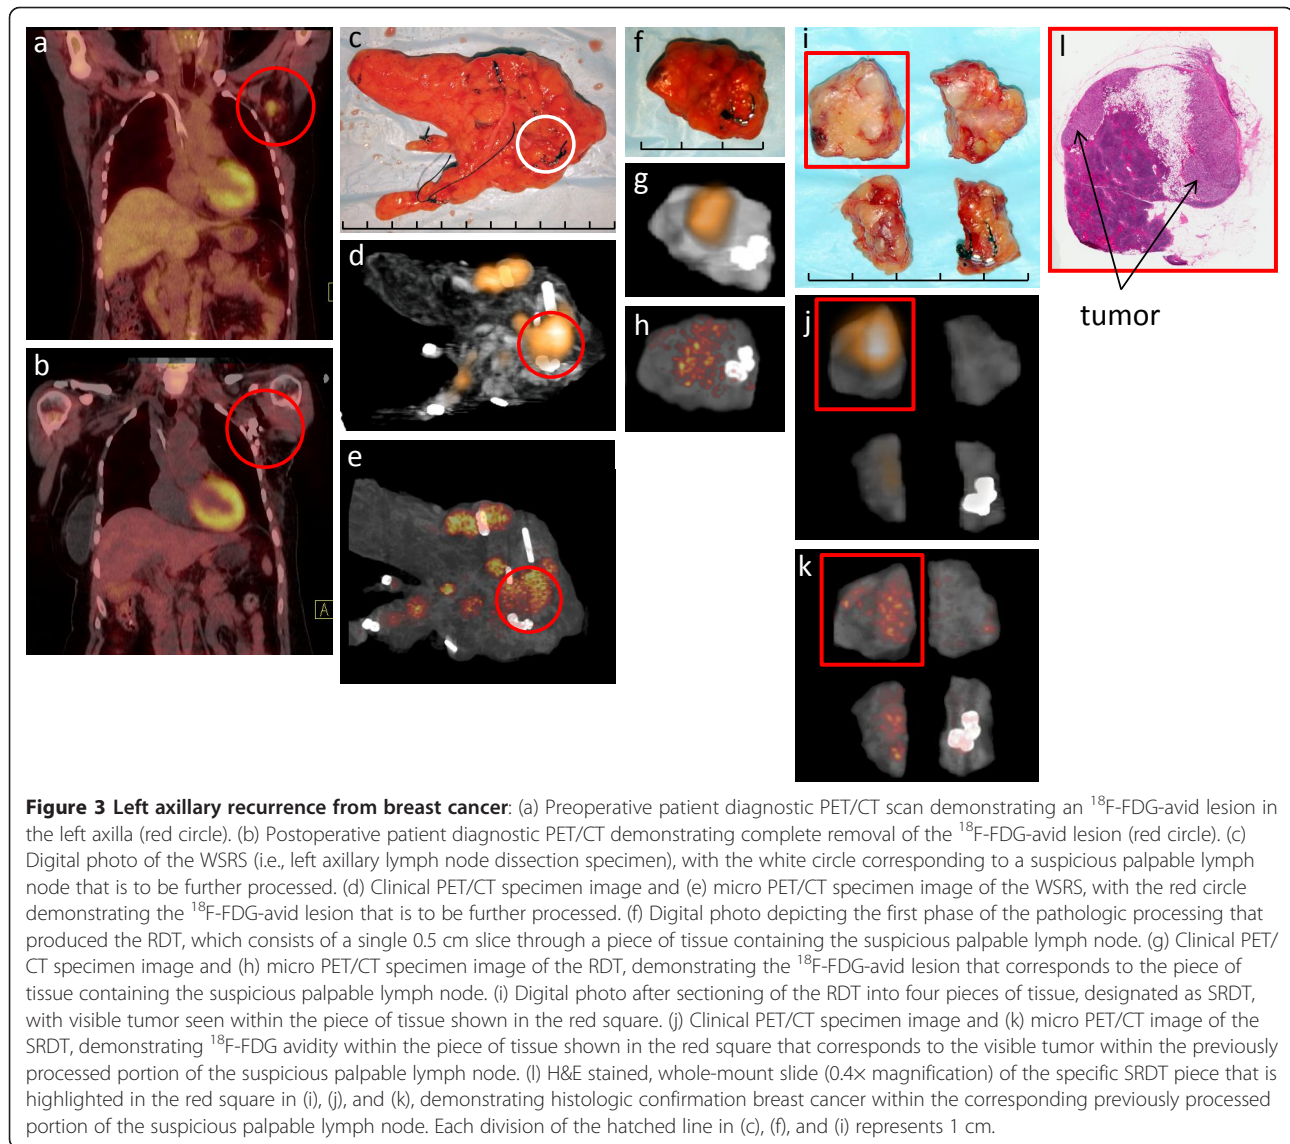 a
b
c
d
e
f
g
h
i
j
k
l
tumor
A
Figure 3 Left axillary recurrence from breast cancer: (a) Preoperative patient diagnostic PET/CT scan demonstrating an ¹⁸F-FDG-avid lesion in
the left axilla (red circle). (b) Postoperative patient diagnostic PET/CT demonstrating complete removal of the ¹⁸F-FDG-avid lesion (red circle). (c)
Digital photo of the WSRS (i.e., left axillary lymph node dissection specimen), with the white circle corresponding to a suspicious palpable lymph
node that is to be further processed. (d) Clinical PET/CT specimen image and (e) micro PET/CT specimen image of the WSRS, with the red circle
demonstrating the ¹⁸F-FDG-avid lesion that is to be further processed. (f) Digital photo depicting the first phase of the pathologic processing that
produced the RDT, which consists of a single 0.5 cm slice through a piece of tissue containing the suspicious palpable lymph node. (g) Clinical PET/
CT specimen image and (h) micro PET/CT specimen image of the RDT, demonstrating the ¹⁸F-FDG-avid lesion that corresponds to the piece of
tissue containing the suspicious palpable lymph node. (i) Digital photo after sectioning of the RDT into four pieces of tissue, designated as SRDT,
with visible tumor seen within the piece of tissue shown in the red square. (j) Clinical PET/CT specimen image and (k) micro PET/CT image of the
SRDT, demonstrating ¹⁸F-FDG avidity within the piece of tissue shown in the red square that corresponds to the visible tumor within the previously
processed portion of the suspicious palpable lymph node. (l) H&E stained, whole-mount slide (0.4× magnification) of the specific SRDT piece that is
highlighted in the red square in (i), (j), and (k), demonstrating histologic confirmation breast cancer within the corresponding previously processed
portion of the suspicious palpable lymph node. Each division of the hatched line in (c), (f), and (i) represents 1 cm.